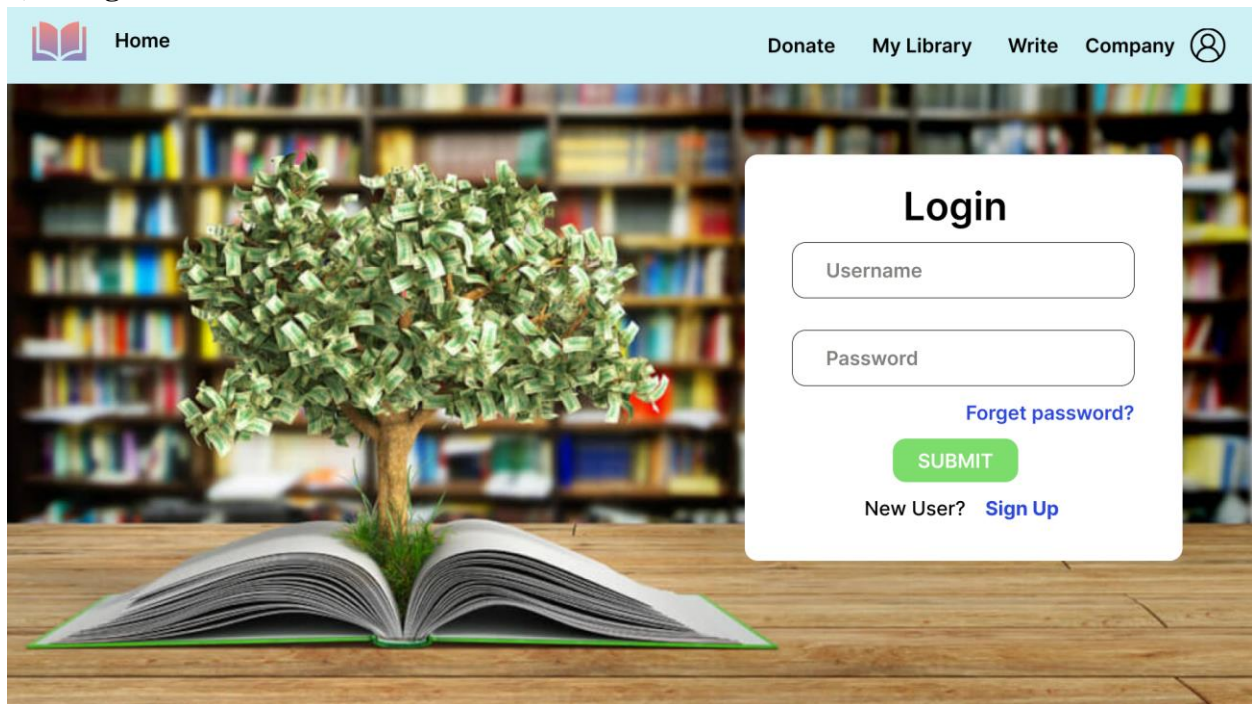 Home Donate My Library Write Company
Login
Username
Password
Forget password?
SUBMIT
New User? Sign Up